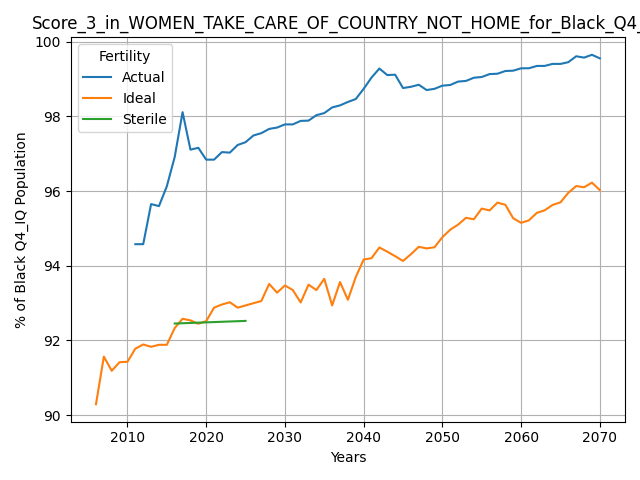 Score_3_in_WOMEN_TAKE_CARE_OF_COUNTRY_NOT_HOME_for_Black_Q4_
Fertility
Actual
Ideal
Sterile
% of Black Q4_IQ Population
100
98
96
94
92
90
2010 2020 2030 2040 2050 2060 2070
Years